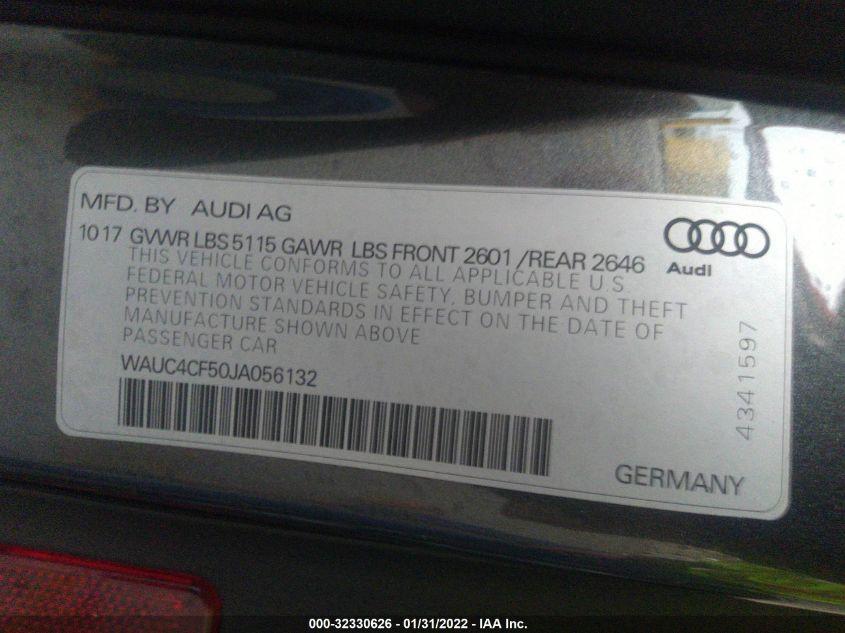 MFD. BY AUDI AG
10 17 GVWR LBS 5115 GAWR LBS FRONT 2601 /REAR 2646
THIS VEHICLE CONFORMS TO ALL APPLICABLE U.S.
FEDERAL MOTOR VEHICLE SAFETY, BUMPER AND THEFT
PREVENTION STANDARDS IN EFFECT ON THE DATE OF
MANUFACTURE SHOWN ABOVE
PASSENGER CAR
WAUC4CF50JA056132
Audi
4341597
GERMANY
000-32330626 - 01/31/2022 - IAA Inc.